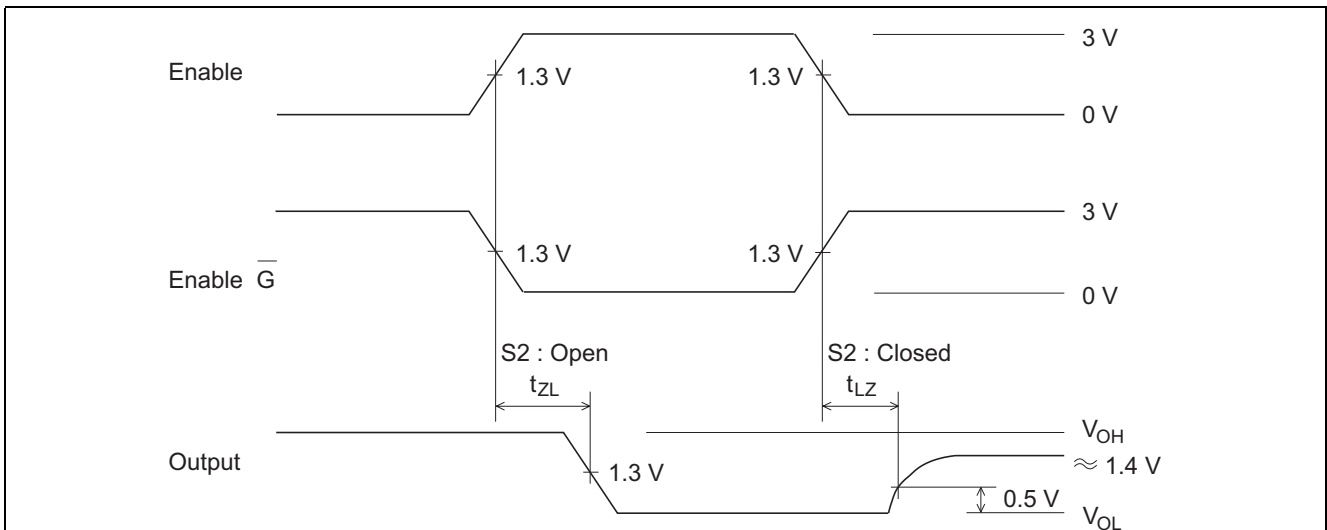 3 V
Enable 1.3 V 1.3 V
0 V
3 V
1.3 V 1.3 V
Enable G̅
0 V
S2 : Open S2 : Closed
tZL tLZ
VOH
Output 1.3 V ≈ 1.4 V
0.5 V
VOL